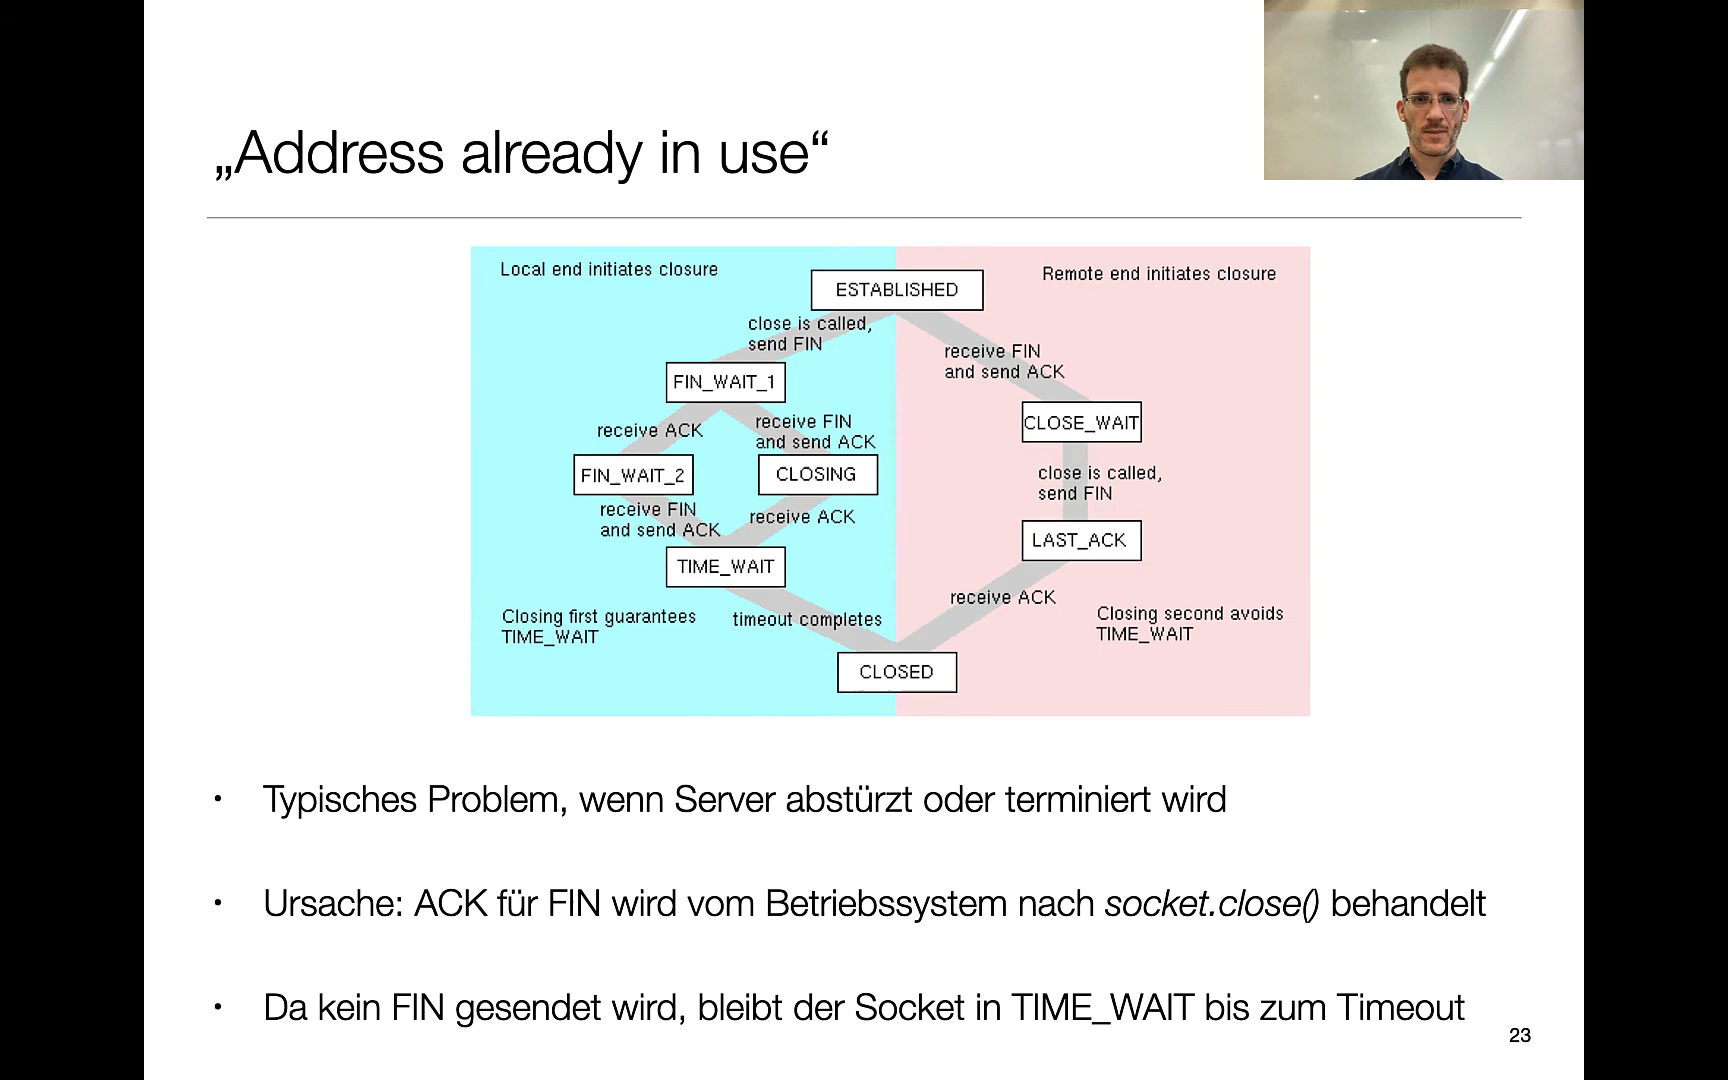 „Address already in use“
Local end initiates closure
Remote end initiates closure
ESTABLISHED
close is called,
send FIN
receive FIN
and send ACK
FIN_WAIT_1
receive ACK
receive FIN
and send ACK
CLOSE_WAIT
FIN_WAIT_2
CLOSING
close is called,
send FIN
receive FIN
and send ACK
receive ACK
LAST_ACK
TIME_WAIT
receive ACK
Closing first guarantees
TIME_WAIT
timeout completes
Closing second avoids
TIME_WAIT
CLOSED
• Typisches Problem, wenn Server abstürzt oder terminiert wird
• Ursache: ACK für FIN wird vom Betriebssystem nach socket.close() behandelt
• Da kein FIN gesendet wird, bleibt der Socket in TIME_WAIT bis zum Timeout
23